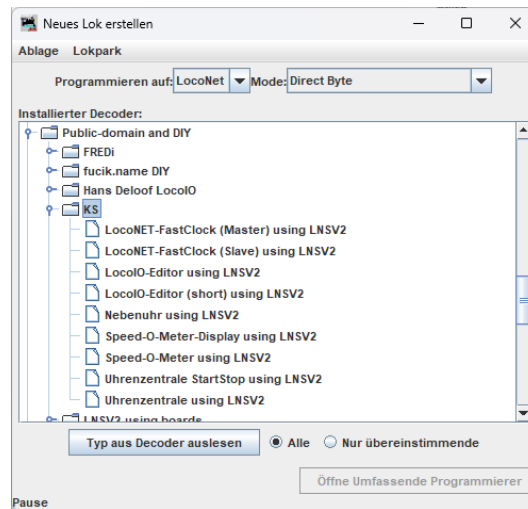 Neues Lok erstellen
Ablage Lokpark
Programmieren auf: LocoNet Mode: Direct Byte
Installierter Decoder:
Public-domain and DIY
FREDi
fucik.name DIY
Hans Deloof LocoIO
KS
LocoNET-FastClock (Master) using LNSV2
LocoNET-FastClock (Slave) using LNSV2
LocoIO-Editor using LNSV2
LocoIO-Editor (short) using LNSV2
Nebenuhr using LNSV2
Speed-O-Meter-Display using LNSV2
Speed-O-Meter using LNSV2
Uhrenzentrale StartStop using LNSV2
Uhrenzentrale using LNSV2
LNSV2 using boards
Typ aus Decoder auslesen Alle Nur übereinstimmende
Öffne Umfassende Programmierer
Pause